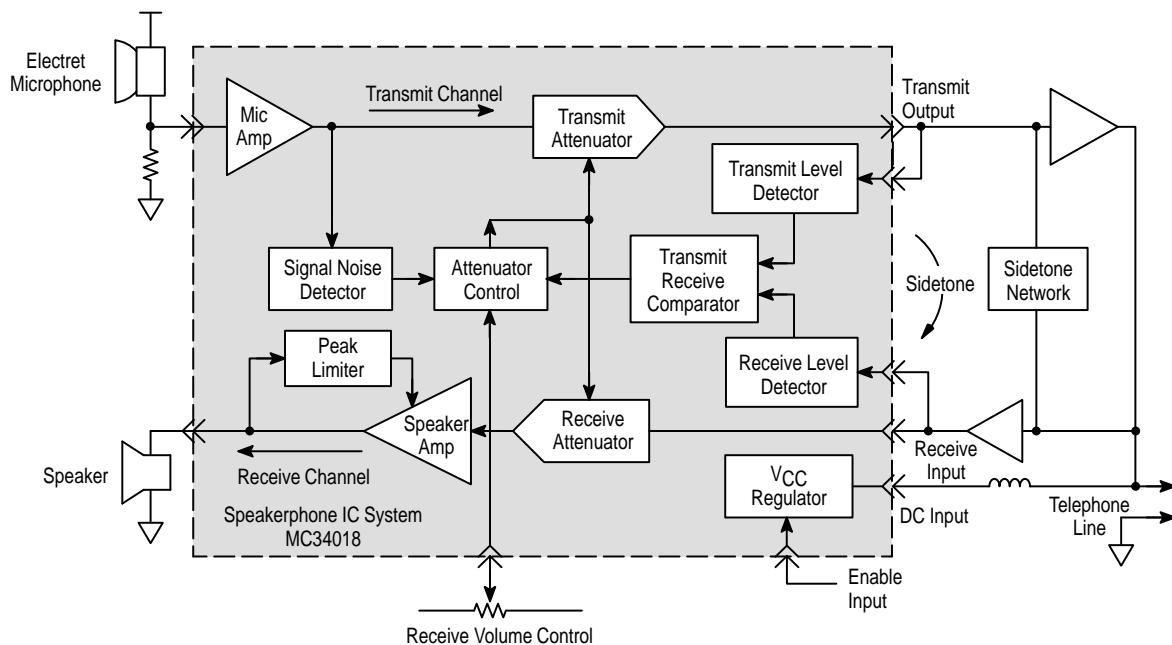 Electret
Microphone
Mic
Amp
Transmit Channel
Transmit
Attenuator
Transmit
Output
Transmit Level
Detector
Signal Noise
Detector
Attenuator
Control
Transmit
Receive
Comparator
Sidetone
Sidetone
Network
Peak
Limiter
Receive Level
Detector
Speaker
Amp
Receive
Attenuator
Receive
Input
Speaker
Receive Channel
VCC
Regulator
DC Input
Telephone
Line
Speakerphone IC System
MC34018
Enable
Input
Receive Volume Control